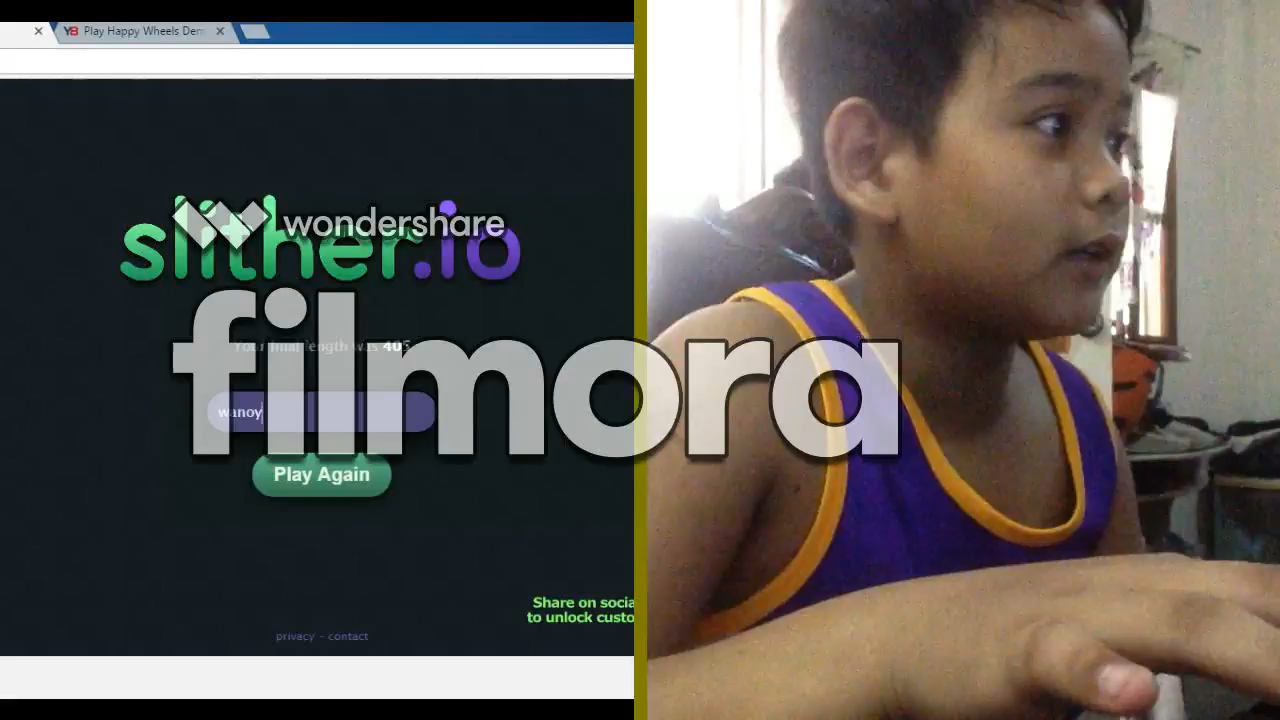 Y8 Play Happy Wheels Dem
slither.io
wondershare
filmora
Your final length was 405
wanoy
Play Again
Share on socia
to unlock custo
privacy - contact